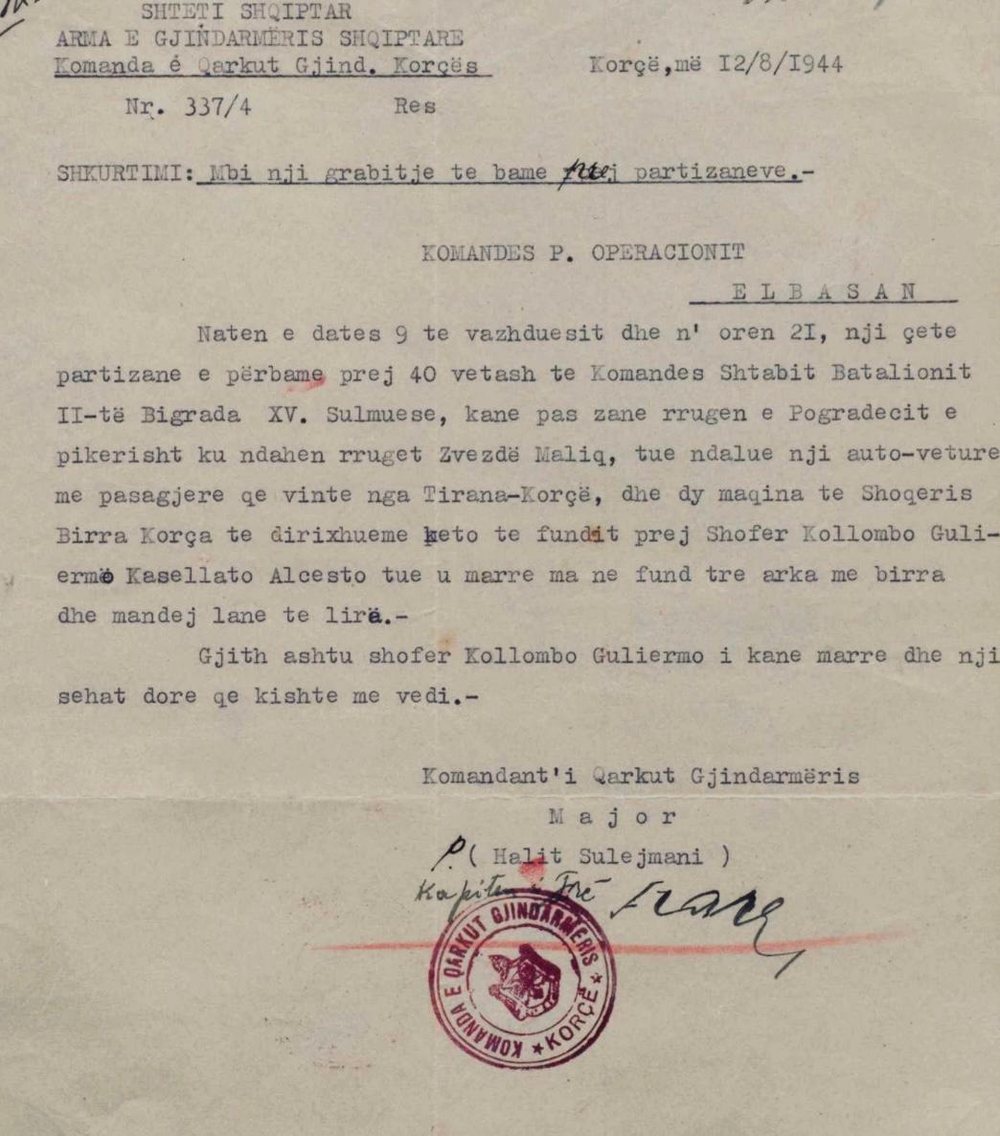 SHTETI SHQIPTAR
ARMA E GJINDARMËRIS SHQIPTARE
Komanda é Qarkut Gjind. Korçës
Korçë,më I2/8/I944
Nr. 337/4 Res
SHKURTIMI: Mbi nji grabitje te bame prej partizaneve.-
KOMANDES P. OPERACIONIT
E L B A S A N
Naten e dates 9 te vazhduesit dhe n' oren 2I, nji çete
partizane e përbame prej 40 vetash te Komandes Shtabit Batalionit
II-të Bigrada XV. Sulmuese, kane pas zane rrugen e Pogradecit e
pikerisht ku ndahen rruget Zvezdë Maliq, tue ndalue nji auto-veture
me pasagjere qe vinte nga Tirana-Korçë, dhe dy maqina te Shoqeris
Birra Korça te dirixhueme keto te fundit prej Shofer Kollombo Guli-
ermo Kasellato Alcesto tue u marre ma ne fund tre arka me birra
dhe mandej lane te lirë.-
Gjith ashtu shofer Kollombo Guliermo i kane marre dhe nji
sehat dore qe kishte me vedi.-
Komandant'i Qarkut Gjindarmëris
M a j o r
P. ( Halit Sulejmani )
Kapiten i Irë
KOMANDA E QARKUT GJINDARMËRIS
★ KORÇË ★